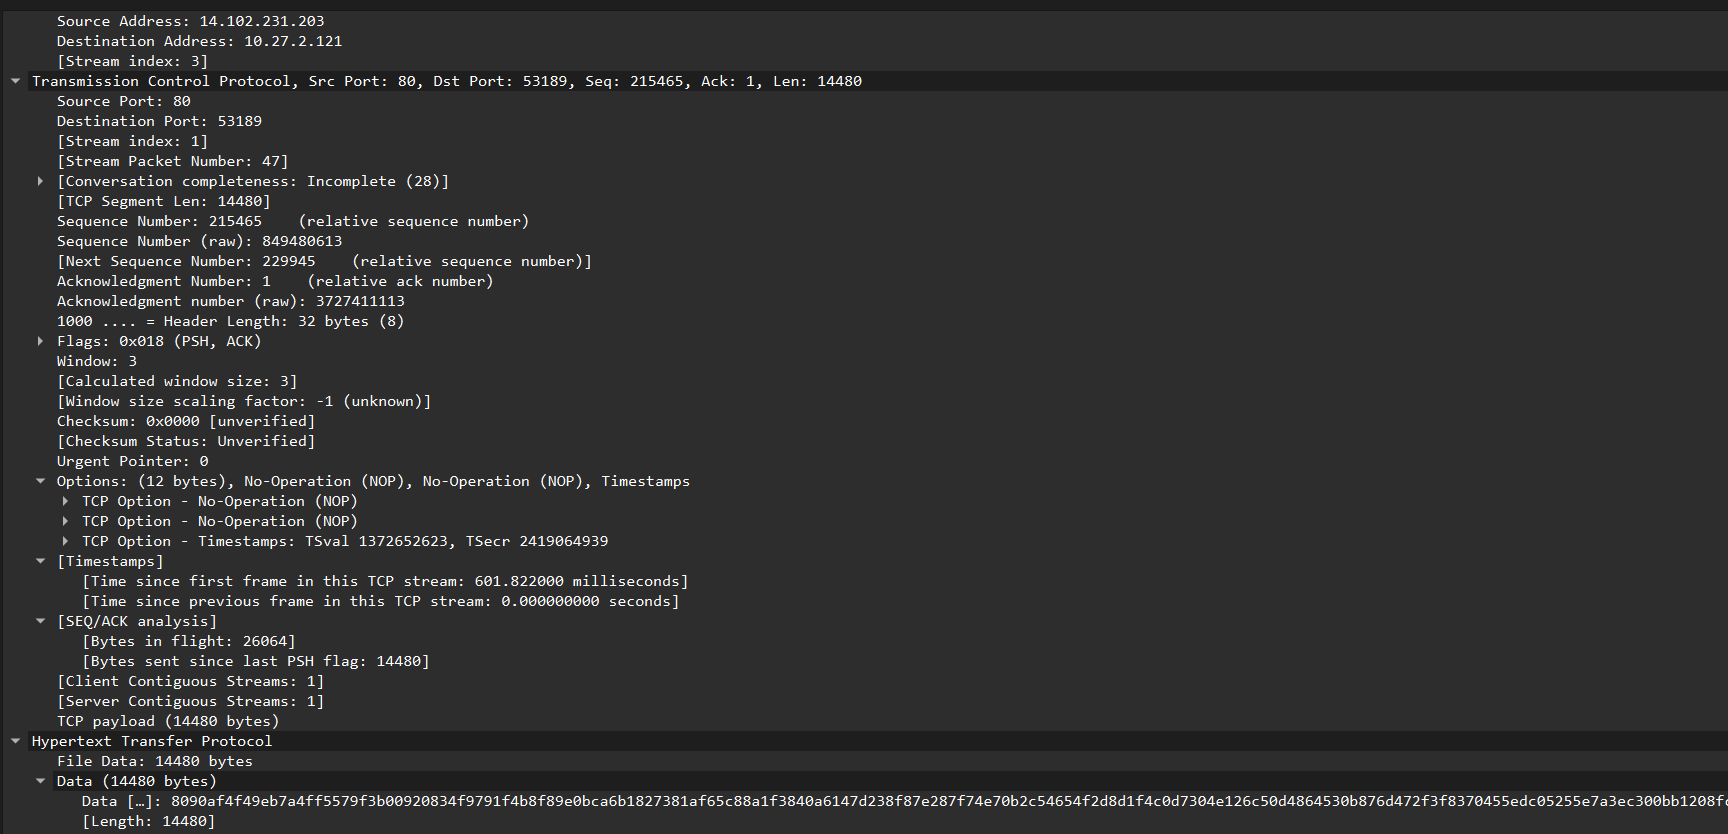 Source Address: 14.102.231.203
Destination Address: 10.27.2.121
[Stream index: 3]
Transmission Control Protocol, Src Port: 80, Dst Port: 53189, Seq: 215465, Ack: 1, Len: 14480
Source Port: 80
Destination Port: 53189
[Stream index: 1]
[Stream Packet Number: 47]
[Conversation completeness: Incomplete (28)]
[TCP Segment Len: 14480]
Sequence Number: 215465    (relative sequence number)
Sequence Number (raw): 849480613
[Next Sequence Number: 229945    (relative sequence number)]
Acknowledgment Number: 1    (relative ack number)
Acknowledgment number (raw): 3727411113
1000 .... = Header Length: 32 bytes (8)
Flags: 0x018 (PSH, ACK)
Window: 3
[Calculated window size: 3]
[Window size scaling factor: -1 (unknown)]
Checksum: 0x0000 [unverified]
[Checksum Status: Unverified]
Urgent Pointer: 0
Options: (12 bytes), No-Operation (NOP), No-Operation (NOP), Timestamps
TCP Option - No-Operation (NOP)
TCP Option - No-Operation (NOP)
TCP Option - Timestamps: TSval 1372652623, TSecr 2419064939
[Timestamps]
[Time since first frame in this TCP stream: 601.822000 milliseconds]
[Time since previous frame in this TCP stream: 0.000000000 seconds]
[SEQ/ACK analysis]
[Bytes in flight: 26064]
[Bytes sent since last PSH flag: 14480]
[Client Contiguous Streams: 1]
[Server Contiguous Streams: 1]
TCP payload (14480 bytes)
Hypertext Transfer Protocol
File Data: 14480 bytes
Data (14480 bytes)
Data […]: 8090af4f49eb7a4ff5579f3b00920834f9791f4b8f89e0bca6b1827381af65c88a1f3840a6147d238f87e287f74e70b2c54654f2d8d1f4c0d7304e126c50d4864530b876d472f3f8370455edc05255e7a3ec300bb1208f
[Length: 14480]